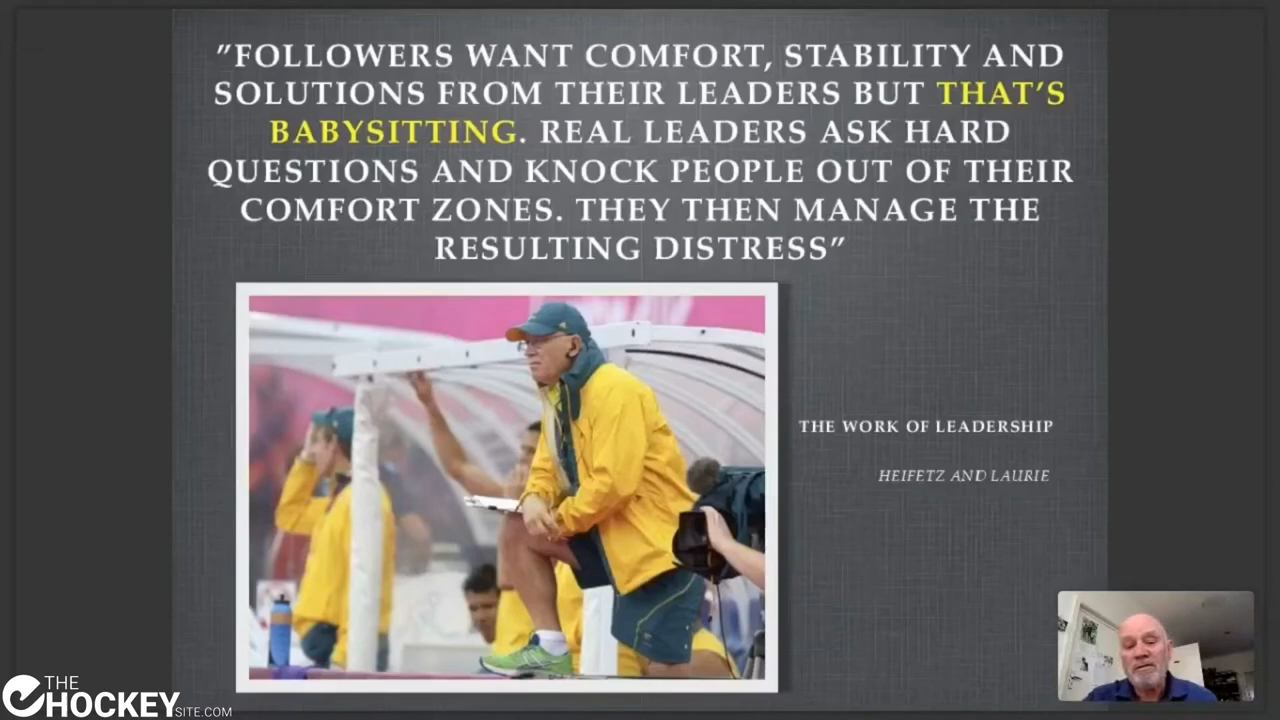 ”FOLLOWERS WANT COMFORT, STABILITY AND
SOLUTIONS FROM THEIR LEADERS BUT THAT’S
BABYSITTING. REAL LEADERS ASK HARD
QUESTIONS AND KNOCK PEOPLE OUT OF THEIR
COMFORT ZONES. THEY THEN MANAGE THE
RESULTING DISTRESS”
THE WORK OF LEADERSHIP
HEIFETZ AND LAURIE
THE
HOCKEY
SITE.COM